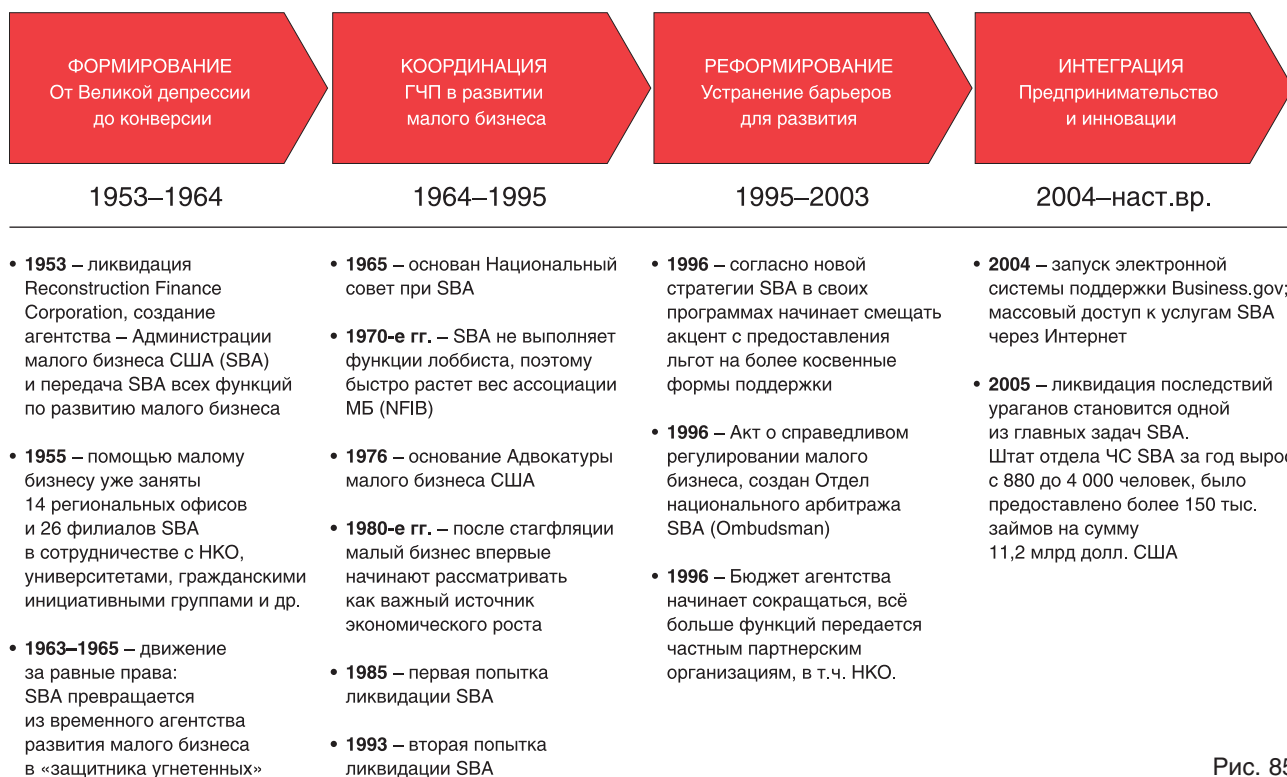 ФОРМИРОВАНИЕ
От Великой депрессии
до конверсии
КООРДИНАЦИЯ
ГЧП в развитии
малого бизнеса
РЕФОРМИРОВАНИЕ
Устранение барьеров
для развития
ИНТЕГРАЦИЯ
Предпринимательство
и инновации
1953–1964
1964–1995
1995–2003
2004–наст.вр.
• 1953 – ликвидация
Reconstruction Finance
Corporation, создание
агентства – Администрации
малого бизнеса США (SBA)
и передача SBA всех функций
по развитию малого бизнеса
• 1955 – помощью малому
бизнесу уже заняты
14 региональных офисов
и 26 филиалов SBA
в сотрудничестве с НКО,
университетами, гражданскими
инициативными группами и др.
• 1963–1965 – движение
за равные права:
SBA превращается
из временного агентства
развития малого бизнеса
в «защитника угнетенных»
• 1965 – основан Национальный
совет при SBA
• 1970-е гг. – SBA не выполняет
функции лоббиста, поэтому
быстро растет вес ассоциации
МБ (NFIB)
• 1976 – основание Адвокатуры
малого бизнеса США
• 1980-е гг. – после стагфляции
малый бизнес впервые
начинают рассматривать
как важный источник
экономического роста
• 1985 – первая попытка
ликвидации SBA
• 1993 – вторая попытка
ликвидации SBA
• 1996 – согласно новой
стратегии SBA в своих
программах начинает смещать
акцент с предоставления
льгот на более косвенные
формы поддержки
• 1996 – Акт о справедливом
регулировании малого
бизнеса, создан Отдел
национального арбитража
SBA (Ombudsman)
• 1996 – Бюджет агентства
начинает сокращаться, всё
больше функций передается
частным партнерским
организациям, в т.ч. НКО.
• 2004 – запуск электронной
системы поддержки Business.gov;
массовый доступ к услугам SBA
через Интернет
• 2005 – ликвидация последствий
ураганов становится одной
из главных задач SBA.
Штат отдела ЧС SBA за год вырос
с 880 до 4 000 человек, было
предоставлено более 150 тыс.
займов на сумму
11,2 млрд долл. США
Рис. 85